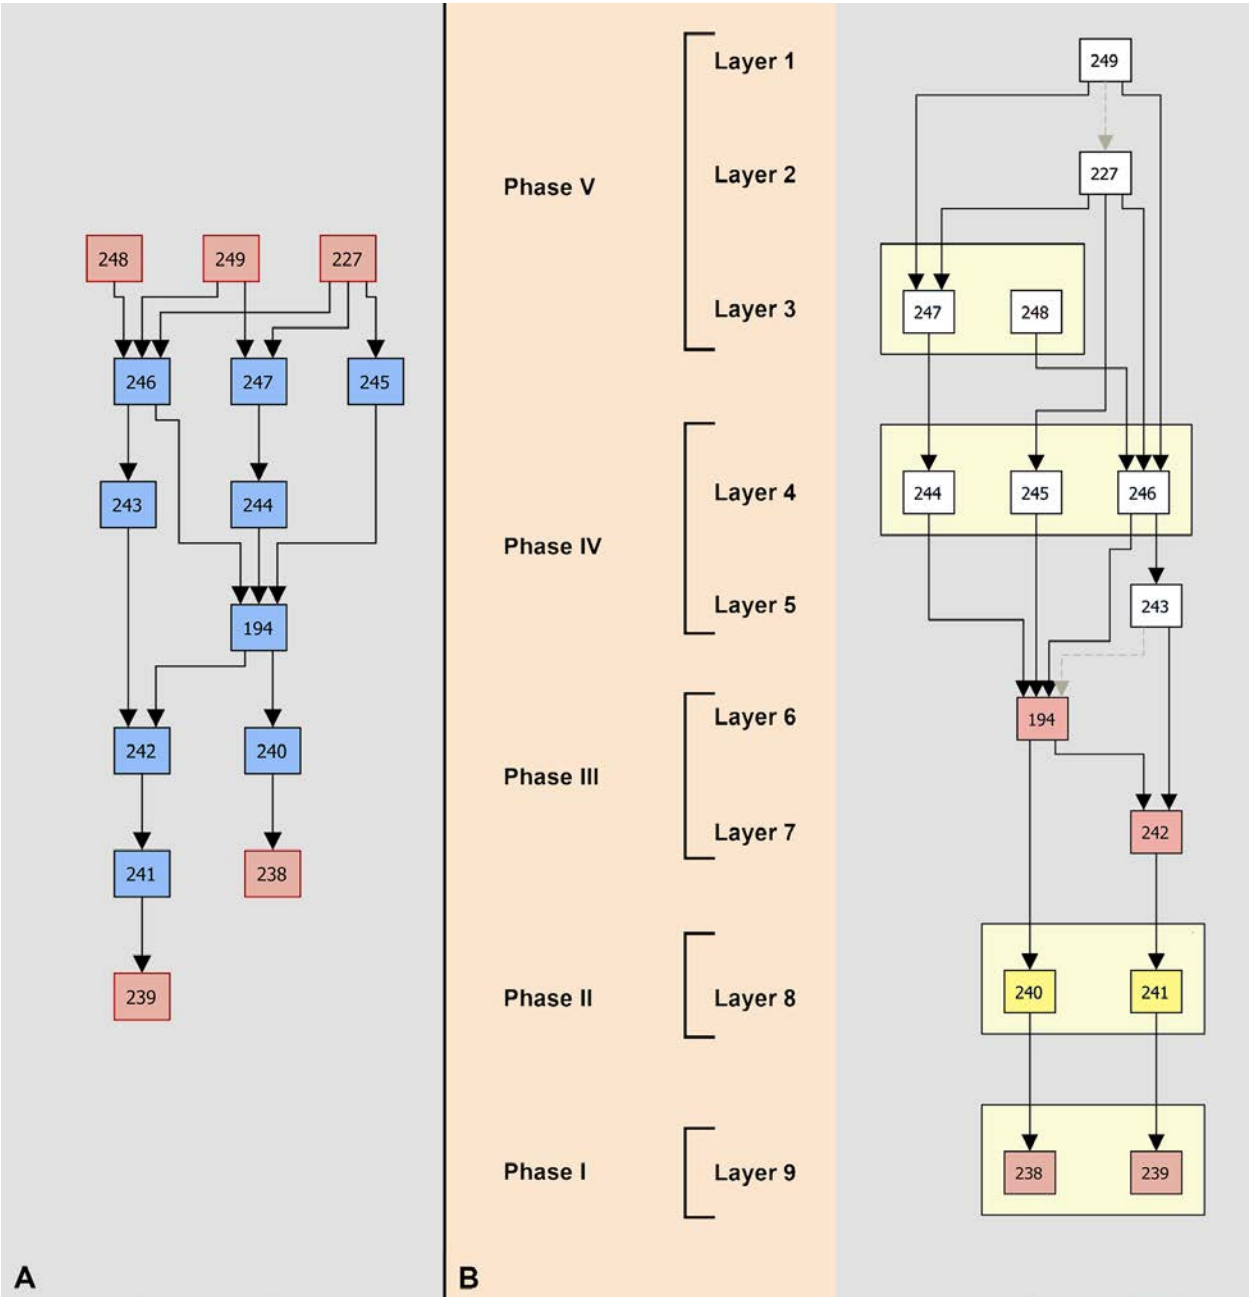 248 249 227
246 247 245
243 244
194
242 240
241 238
239
A
Phase V
Layer 1
Layer 2
Layer 3
Phase IV
Layer 4
Layer 5
Phase III
Layer 6
Layer 7
Phase II
Layer 8
Phase I
Layer 9
249
227
247 248
244 245 246
243
194
242
240 241
238 239
B